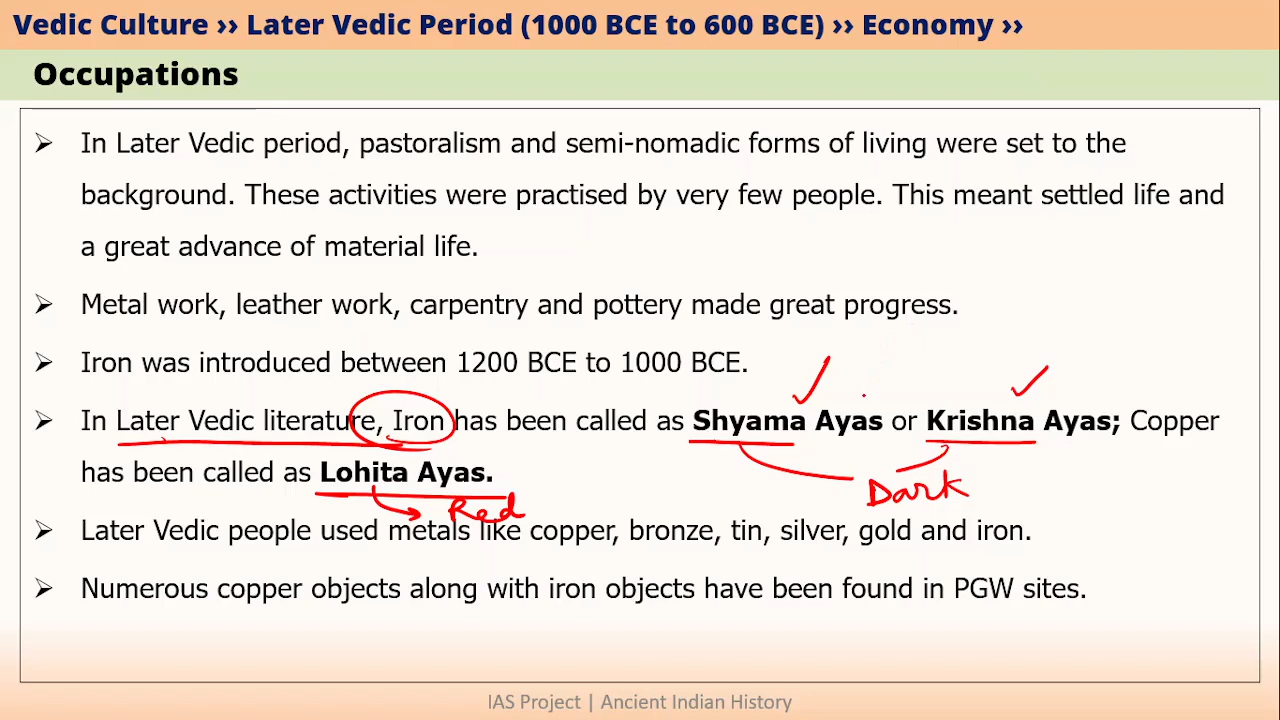 Vedic Culture ›› Later Vedic Period (1000 BCE to 600 BCE) ›› Economy ››
Occupations
➢ In Later Vedic period, pastoralism and semi-nomadic forms of living were set to the
background. These activities were practised by very few people. This meant settled life and
a great advance of material life.
➢ Metal work, leather work, carpentry and pottery made great progress.
➢ Iron was introduced between 1200 BCE to 1000 BCE.
➢ In Later Vedic literature, Iron has been called as Shyama Ayas or Krishna Ayas; Copper
has been called as Lohita Ayas.
Dark
Red
➢ Later Vedic people used metals like copper, bronze, tin, silver, gold and iron.
➢ Numerous copper objects along with iron objects have been found in PGW sites.
IAS Project | Ancient Indian History